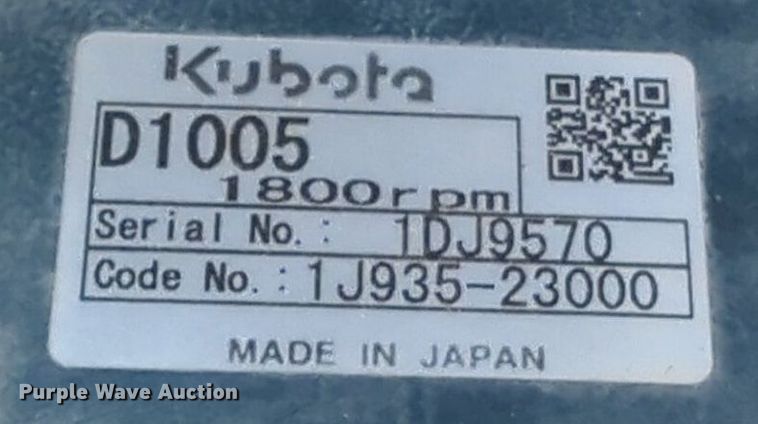 Kubota
D1005
1800rpm
Serial No.: 1DJ9570
Code No.: 1J935-23000
MADE IN JAPAN
Purple Wave Auction